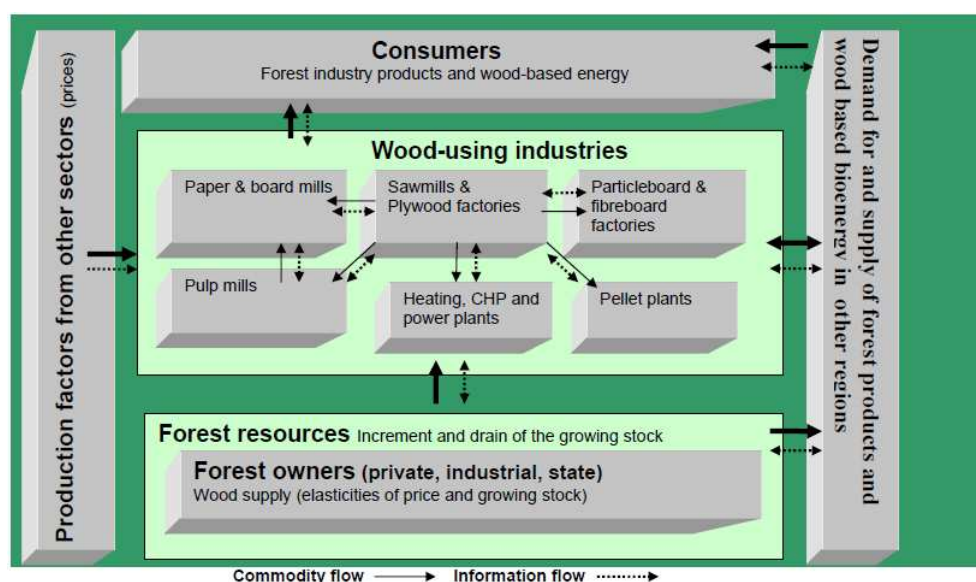 Production factors from other sectors (prices)
Consumers
Forest industry products and wood-based energy
Wood-using industries
Paper & board mills
Sawmills &
Plywood factories
Particleboard &
fibreboard
factories
Pulp mills
Heating, CHP and
power plants
Pellet plants
Forest resources Increment and drain of the growing stock
Forest owners (private, industrial, state)
Wood supply (elasticities of price and growing stock)
Demand for and supply of forest products and
wood based bioenergy in other regions
Commodity flow
Information flow